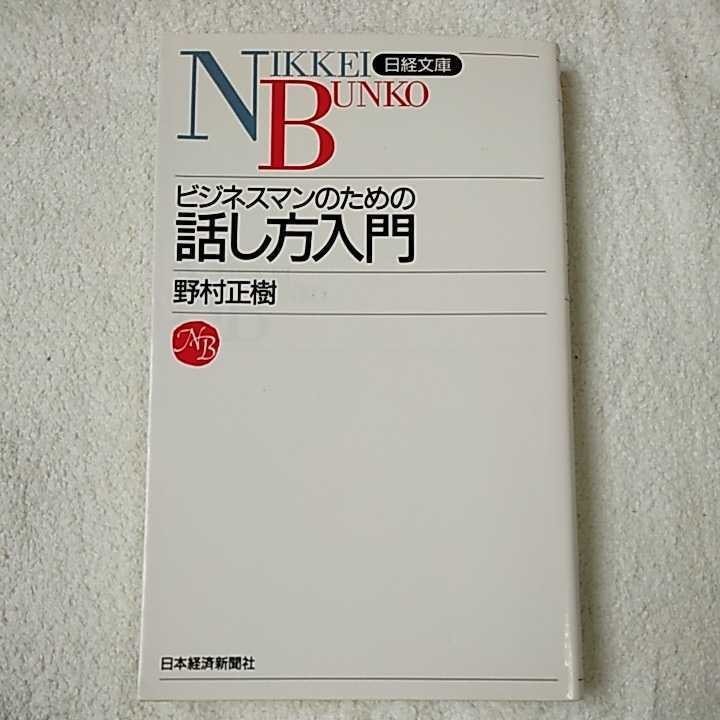 NIKKEI 日経文庫
BUNKO
ビジネスマンのための
話し方入門
野村正樹
NB
日本経済新聞社